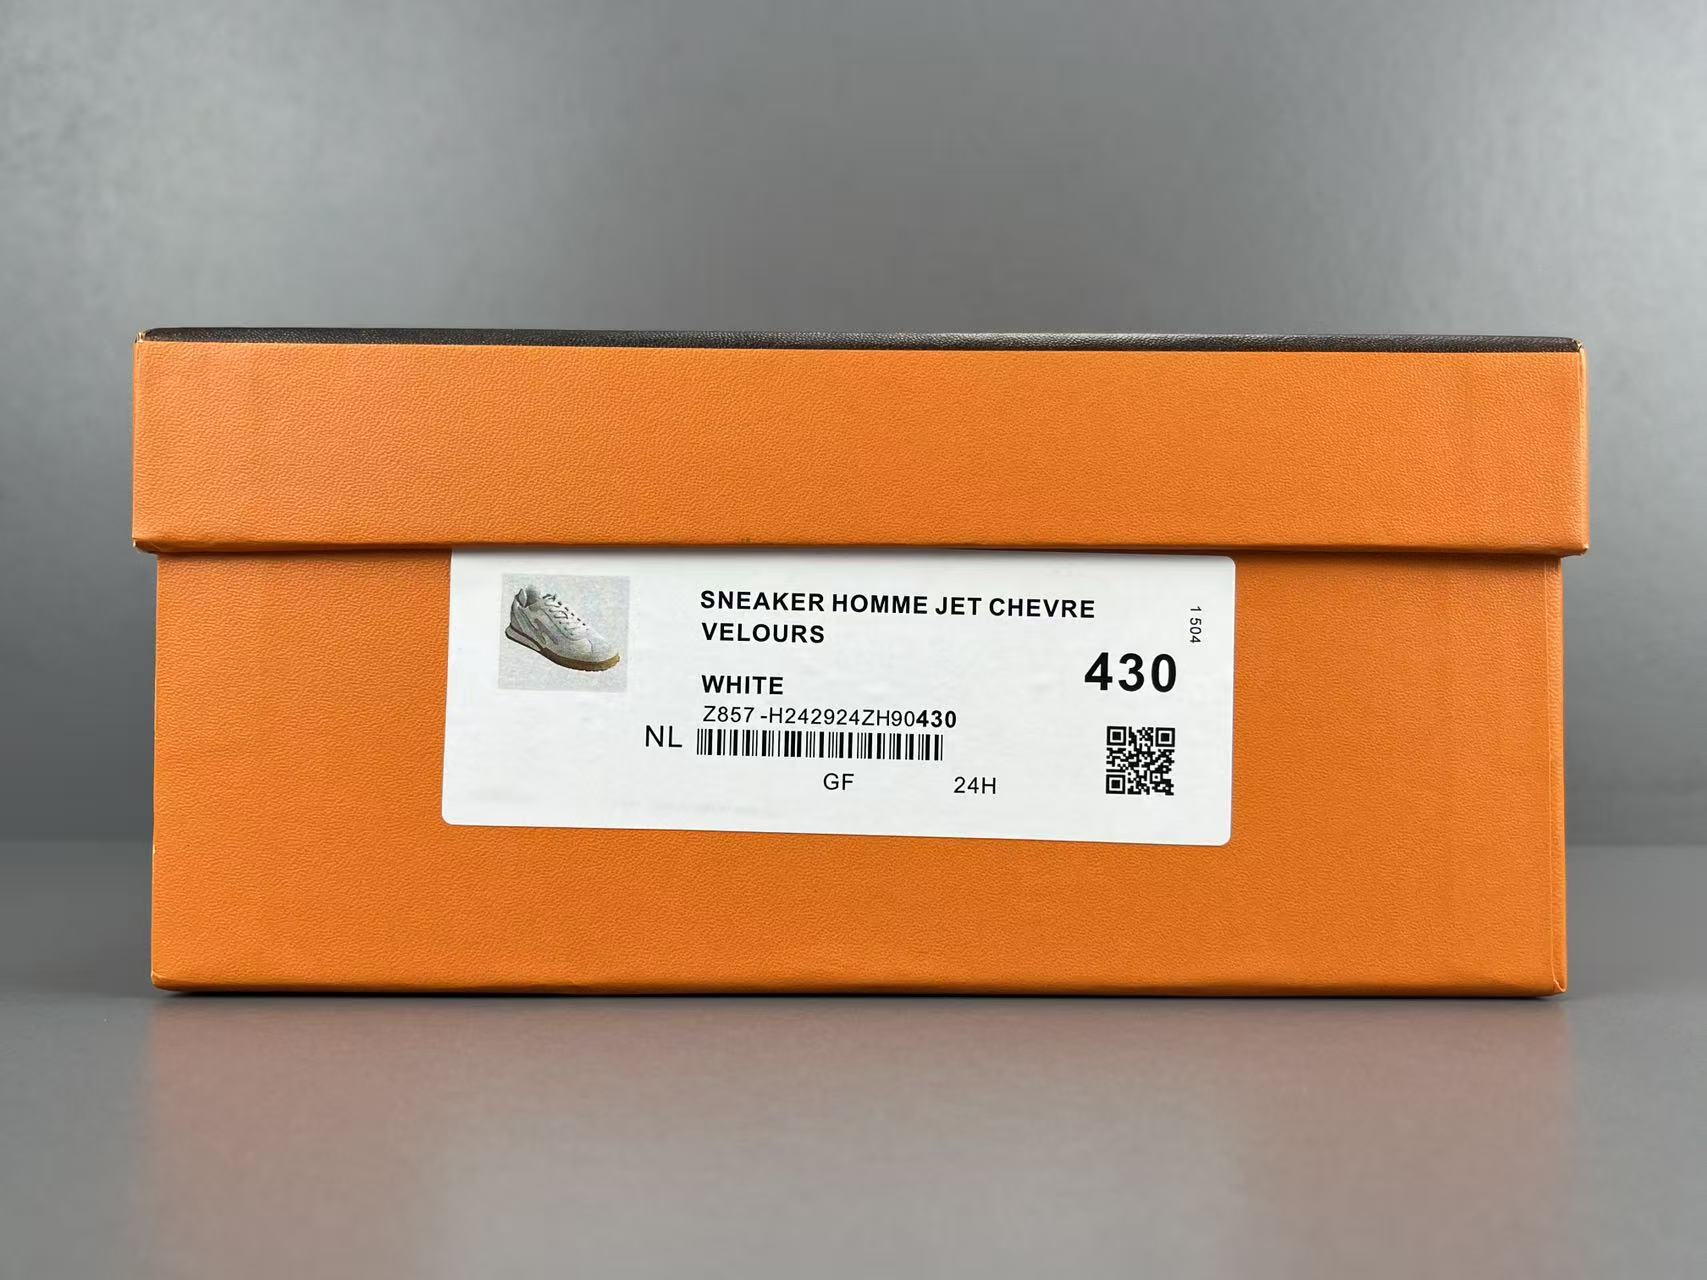 SNEAKER HOMME JET CHEVRE
VELOURS
1504
430
WHITE
Z857-H242924ZH90430
NL
GF 24H